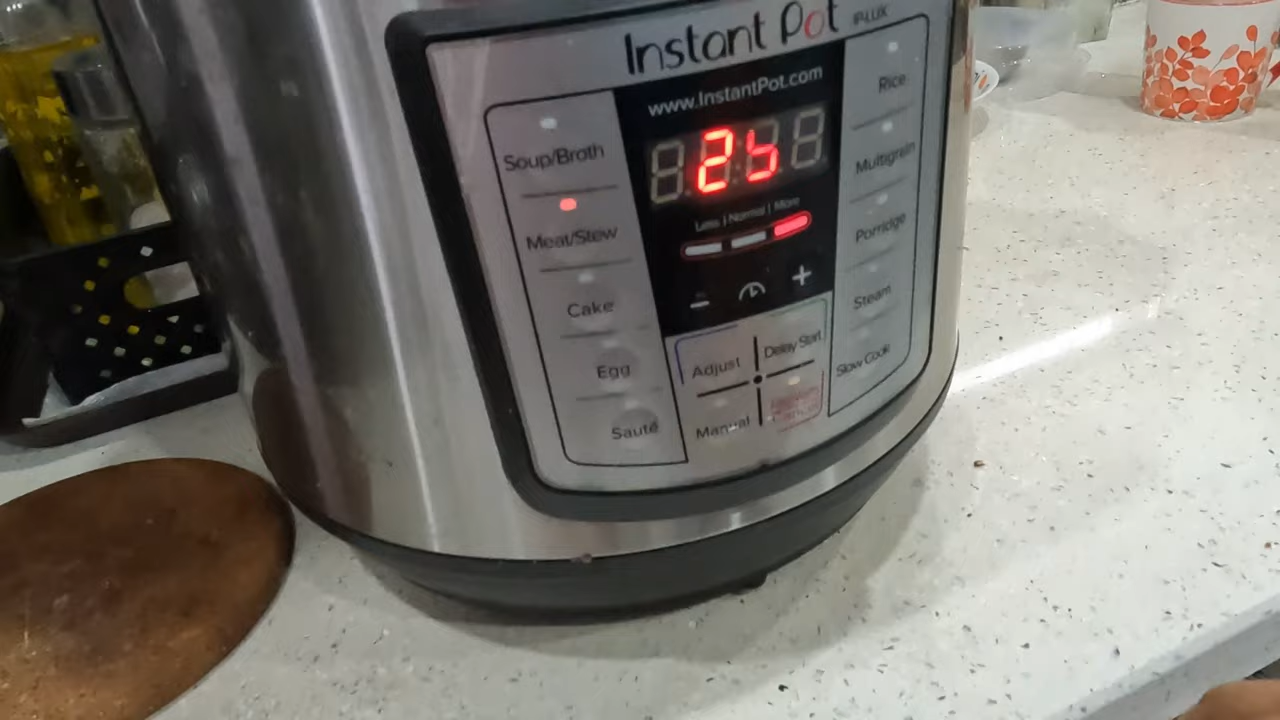 Instant Pot
IP-LUX
www.InstantPot.com
Soup/Broth
Meat/Stew
Cake
Egg
Sauté
Less | Normal | More
− +
Adjust
Delay Start
Manual
Cancel
Rice
Multigrain
Porridge
Steam
Slow Cook